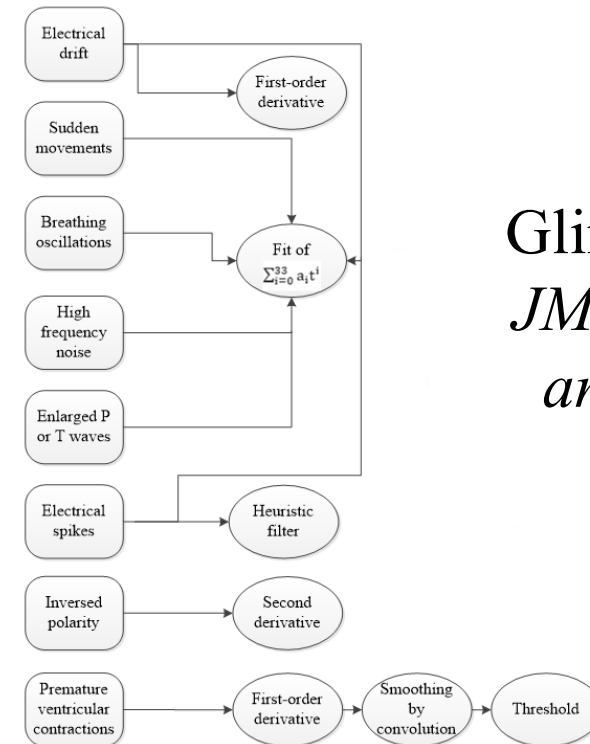 Electrical
drift
First-order
derivative
Sudden
movements
Breathing
oscillations
Fit of
∑³³ᵢ₌₀ aᵢtⁱ
High
frequency
noise
Enlarged P
or T waves
Electrical
spikes
Heuristic
filter
Inversed
polarity
Second
derivative
Premature
ventricular
contractions
First-order
derivative
Smoothing
by
convolution
Threshold
JM